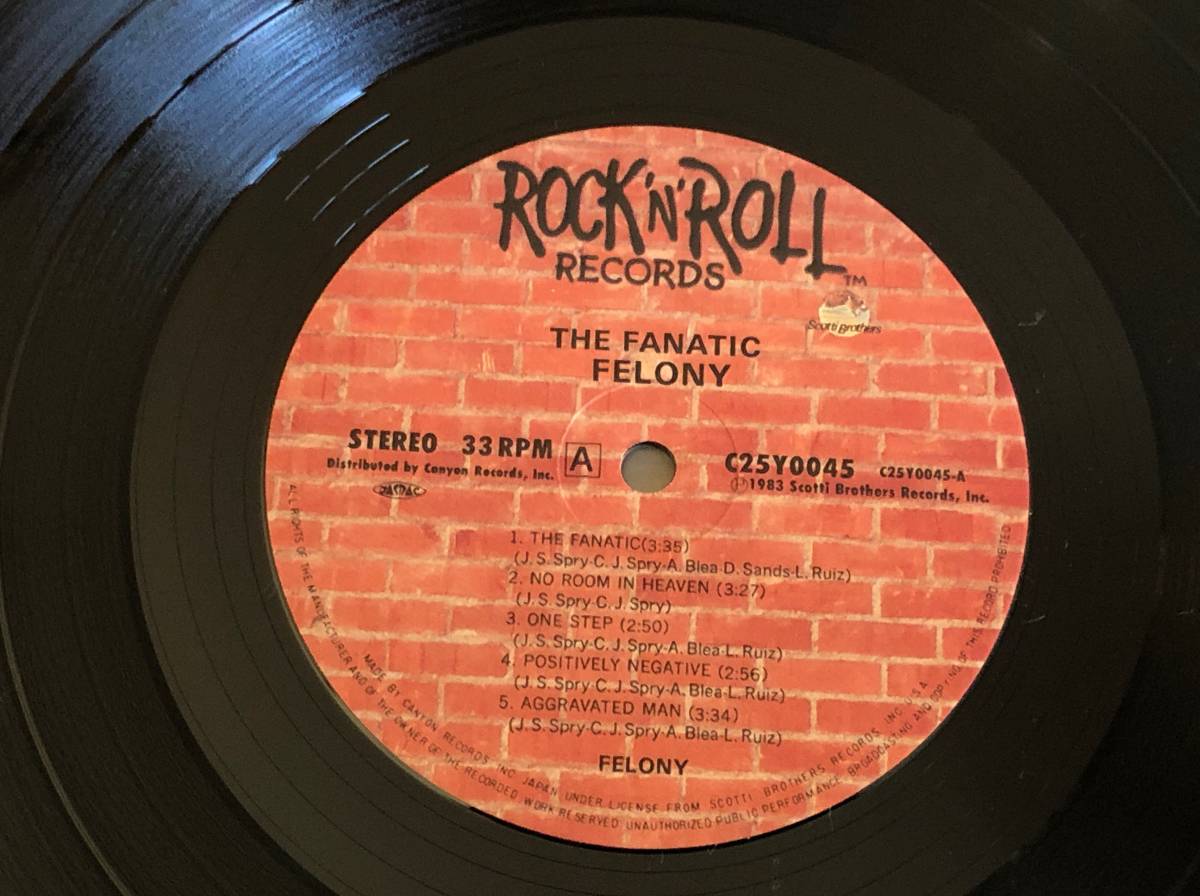 ROCK'N'ROLL
RECORDS
TM
Scotti Brothers
THE FANATIC
FELONY
STEREO 33 RPM A C25Y0045 C25Y0045-A
Distributed by Canyon Records, Inc. Ⓟ1983 Scotti Brothers Records, Inc.
JASRAC
1. THE FANATIC(3:35)
(J. S. Spry-C. J. Spry-A. Blea-D. Sands-L. Ruiz)
2. NO ROOM IN HEAVEN (3:27)
(J. S. Spry-C. J. Spry)
3. ONE STEP (2:50)
(J. S. Spry-C. J. Spry-A. Blea-L. Ruiz)
4. POSITIVELY NEGATIVE (2:56)
(J. S. Spry-C. J. Spry-A. Blea-L. Ruiz)
5. AGGRAVATED MAN (3:34)
(J. S. Spry-C. J. Spry-A. Blea-L. Ruiz)
FELONY
MADE BY CANYON RECORDS INC. JAPAN UNDER LICENSE FROM SCOTTI BROTHERS RECORDS INC. U.S.A.
ALL RIGHTS OF THE MANUFACTURER AND OF THE OWNER OF THE RECORDED WORK RESERVED. UNAUTHORIZED PUBLIC PERFORMANCE, BROADCASTING AND COPYING OF THIS RECORD PROHIBITED